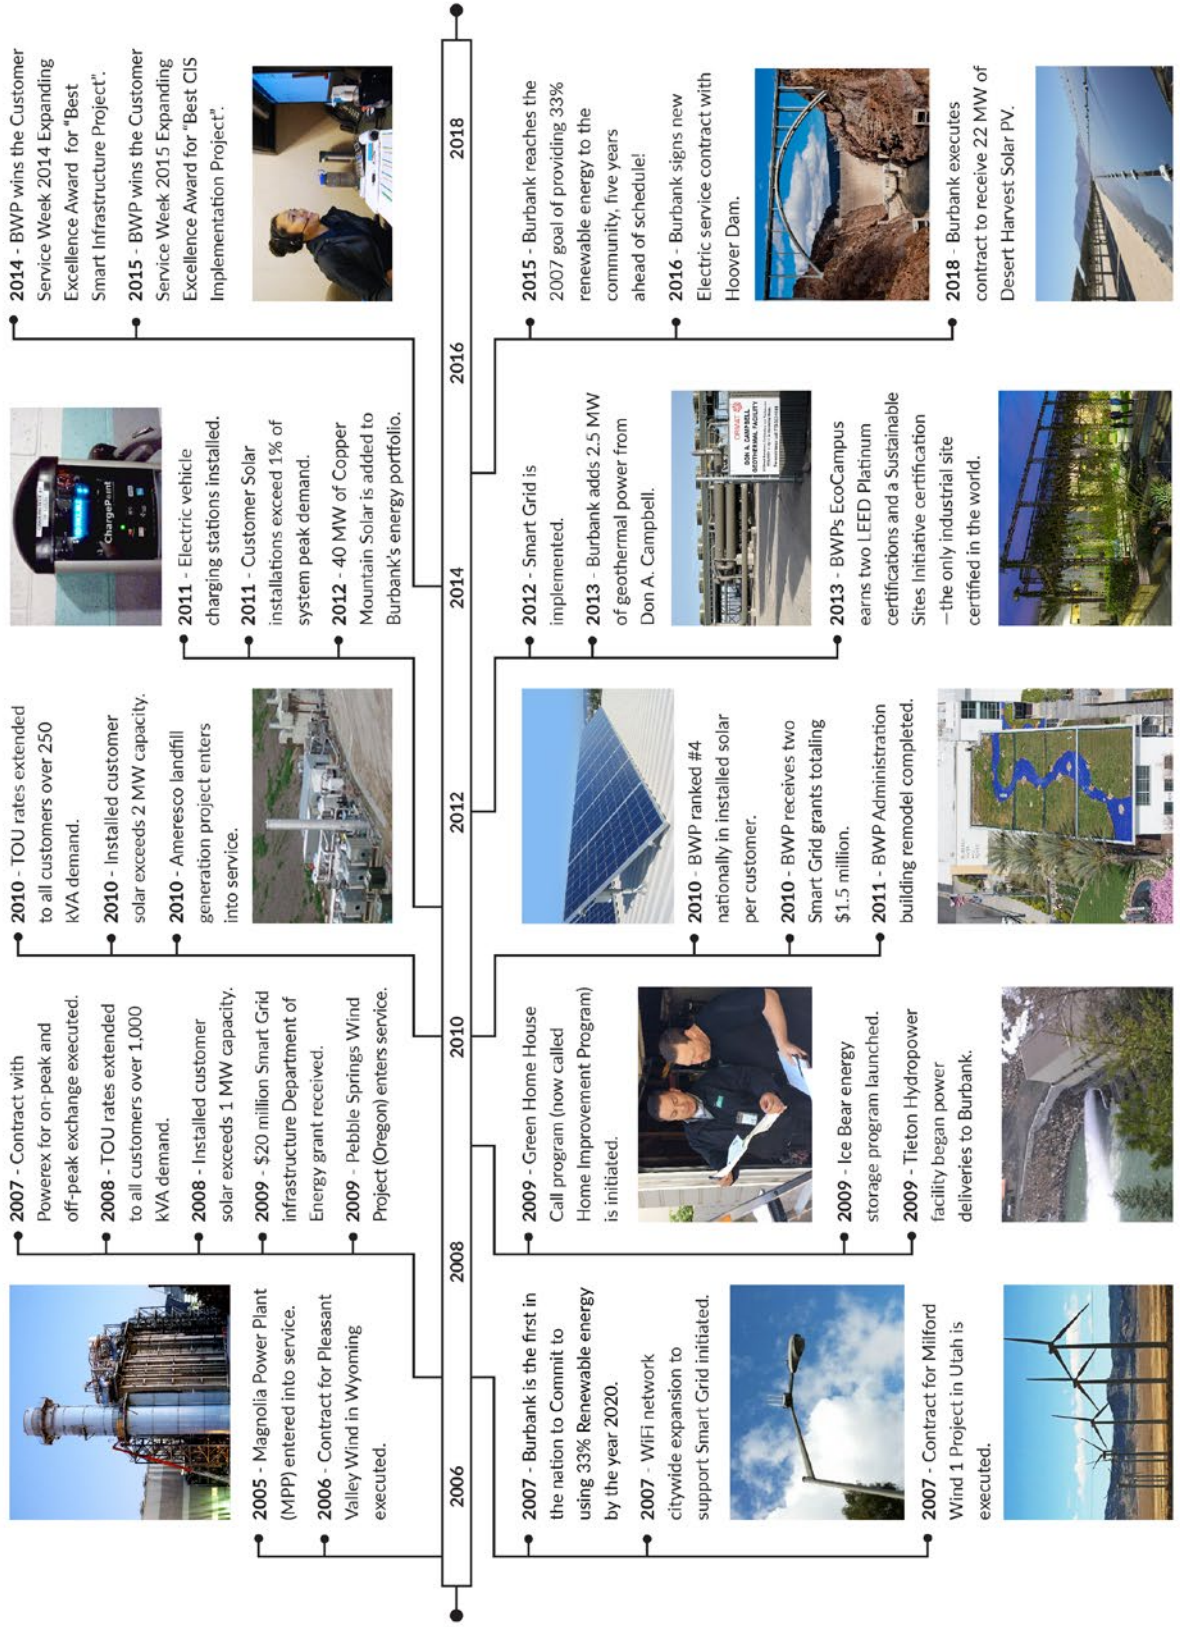 2005 - Magnolia Power Plant
(MPP) entered into service.
2006 - Contract for Pleasant
Valley Wind in Wyoming
executed.
2007 - Contract with
Powerex for on-peak and
off-peak exchange executed.
2008 - TOU rates extended
to all customers over 1,000
kVA demand.
2008 - Installed customer
solar exceeds 1 MW capacity.
2009 - $20 million Smart Grid
infrastructure Department of
Energy grant received.
2009 - Pebble Springs Wind
Project (Oregon) enters service.
2010 - TOU rates extended
to all customers over 250
kVA demand.
2010 - Installed customer
solar exceeds 2 MW capacity.
2010 - Ameresco landfill
generation project enters
into service.
ChargePoint
2011 - Electric vehicle
charging stations installed.
2011 - Customer Solar
installations exceed 1% of
system peak demand.
2012 - 40 MW of Copper
Mountain Solar is added to
Burbank's energy portfolio.
2014 - BWP wins the Customer
Service Week 2014 Expanding
Excellence Award for “Best
Smart Infrastructure Project”.
2015 - BWP wins the Customer
Service Week 2015 Expanding
Excellence Award for “Best CIS
Implementation Project”.
2006
2008
2010
2012
2014
2016
2018
2007 - Burbank is the first in
the nation to Commit to
using 33% Renewable energy
by the year 2020.
2007 - WiFi network
citywide expansion to
support Smart Grid initiated.
2007 - Contract for Milford
Wind 1 Project in Utah is
executed.
2009 - Green Home House
Call program (now called
Home Improvement Program)
is initiated.
2009 - Ice Bear energy
storage program launched.
2009 - Tieton Hydropower
facility began power
deliveries to Burbank.
2010 - BWP ranked #4
nationally in installed solar
per customer.
2010 - BWP receives two
Smart Grid grants totaling
$1.5 million.
2011 - BWP Administration
building remodel completed.
2012 - Smart Grid is
implemented.
2013 - Burbank adds 2.5 MW
of geothermal power from
Don A. Campbell.
ORMAT
DON A. CAMPBELL
GEOTHERMAL FACILITY
2013 - BWPs EcoCampus
earns two LEED Platinum
certifications and a Sustainable
Sites Initiative certification
—the only industrial site
certified in the world.
2015 - Burbank reaches the
2007 goal of providing 33%
renewable energy to the
community, five years
ahead of schedule!
2016 - Burbank signs new
Electric service contract with
Hoover Dam.
2018 - Burbank executes
contract to receive 22 MW of
Desert Harvest Solar PV.